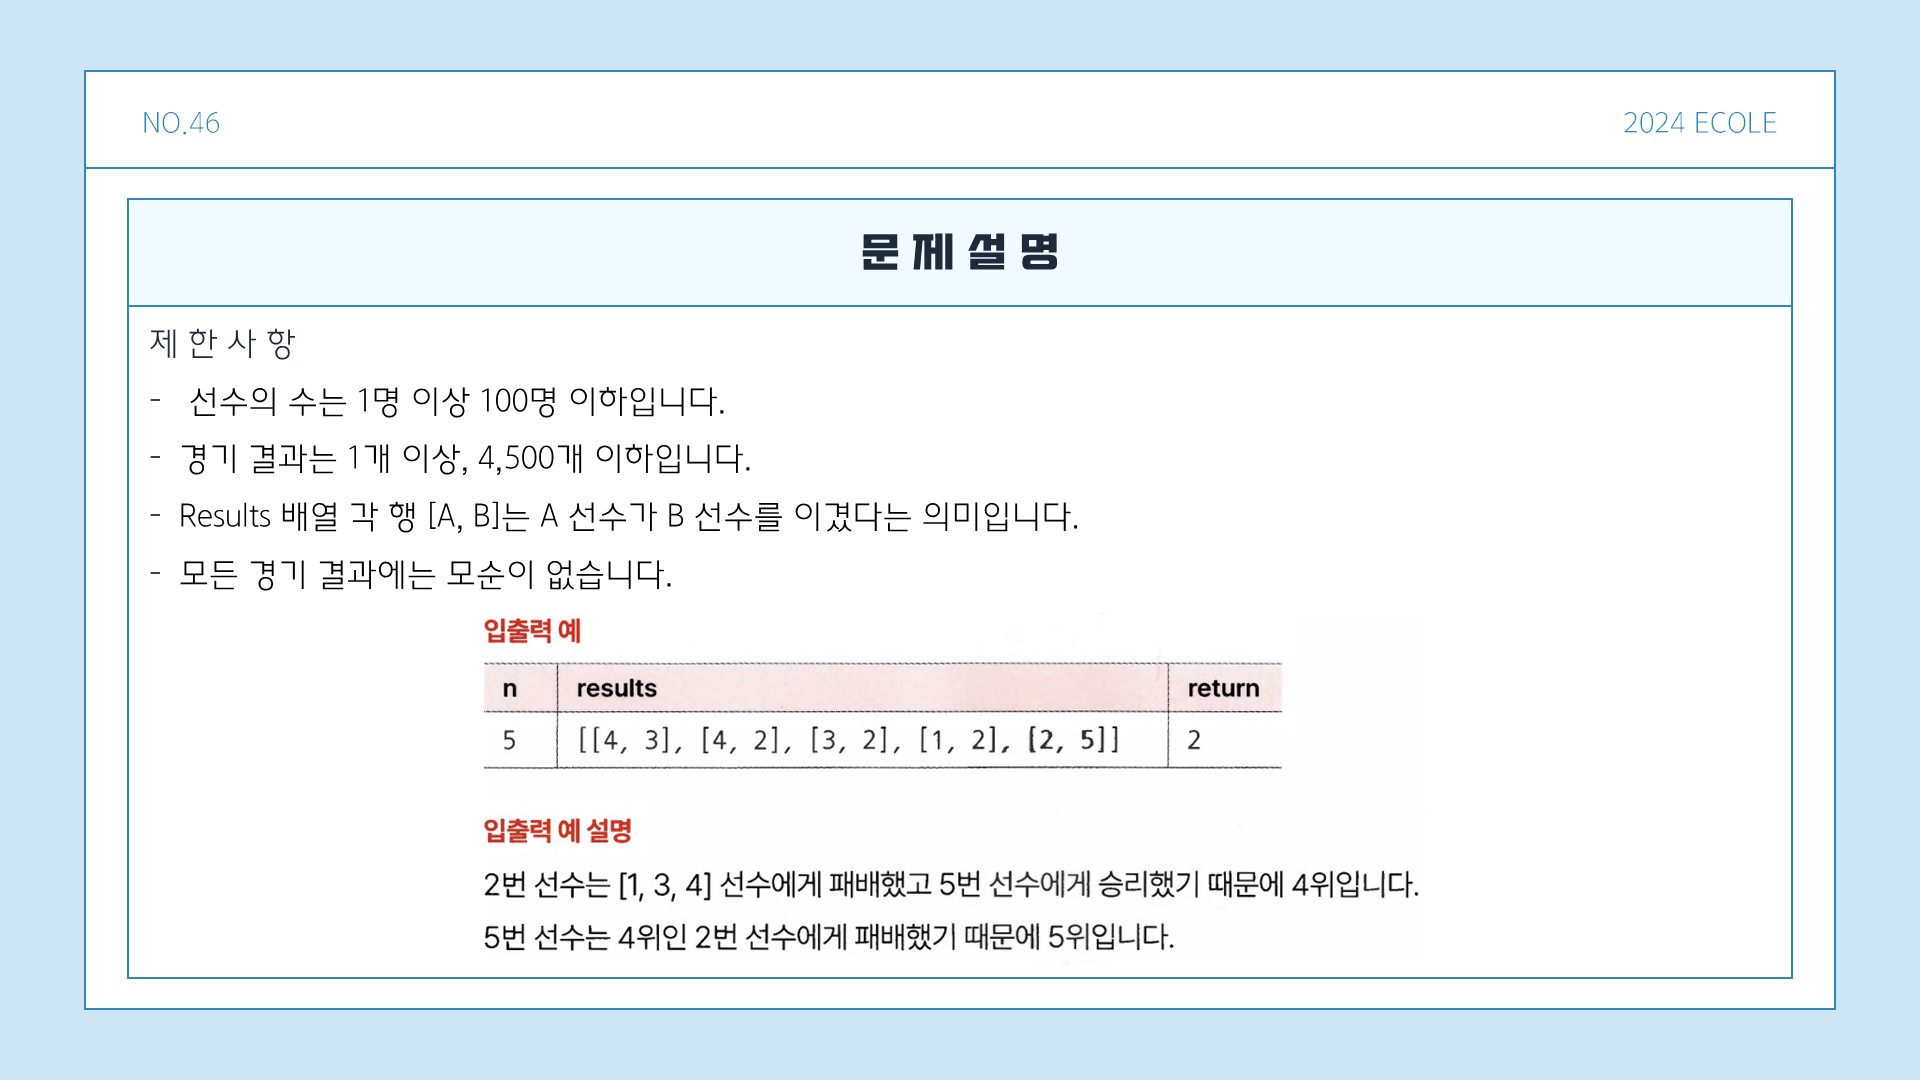 NO.46
2024 ECOLE
문제설명
제한사항
- 선수의 수는 1명 이상 100명 이하입니다.
- 경기 결과는 1개 이상, 4,500개 이하입니다.
- Results 배열 각 행 [A, B]는 A 선수가 B 선수를 이겼다는 의미입니다.
- 모든 경기 결과에는 모순이 없습니다.
입출력 예
n results return
5 [[4, 3], [4, 2], [3, 2], [1, 2], [2, 5]] 2
입출력 예 설명
2번 선수는 [1, 3, 4] 선수에게 패배했고 5번 선수에게 승리했기 때문에 4위입니다.
5번 선수는 4위인 2번 선수에게 패배했기 때문에 5위입니다.